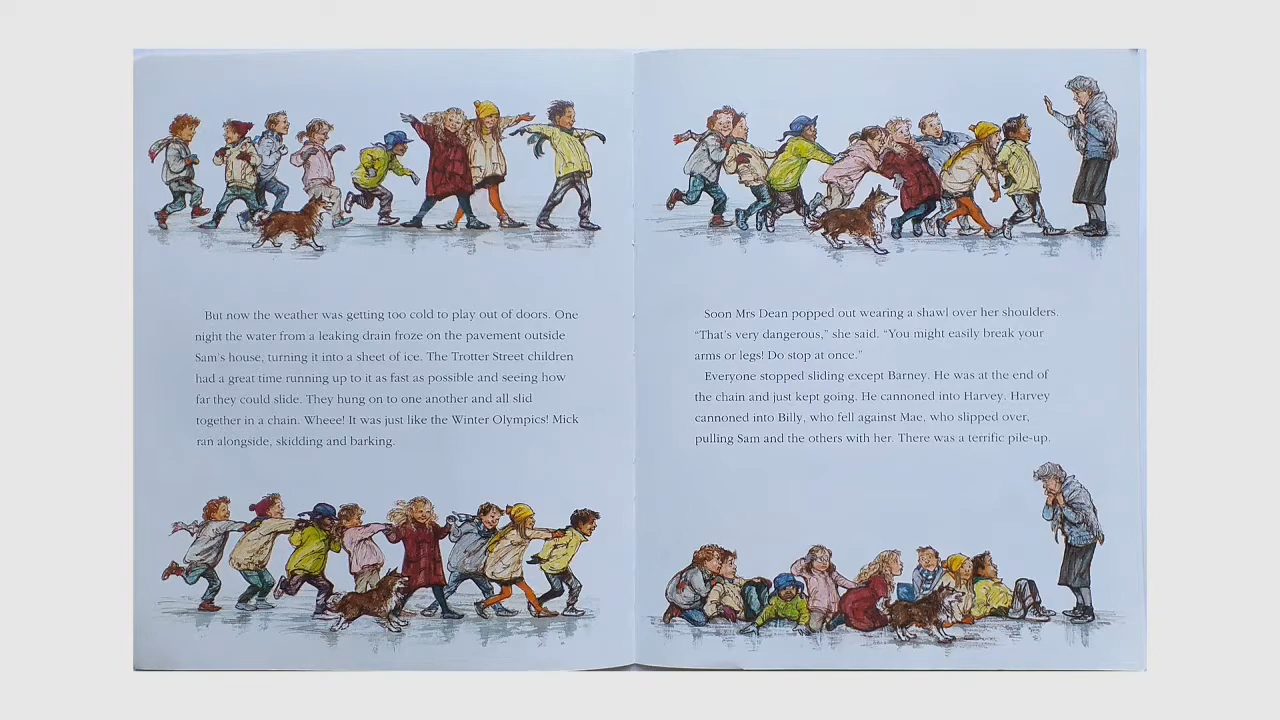 But now the weather was getting too cold to play out of doors. One
night the water from a leaking drain froze on the pavement outside
Sam's house, turning it into a sheet of ice. The Trotter Street children
had a great time running up to it as fast as possible and seeing how
far they could slide. They hung on to one another and all slid
together in a chain. Wheee! It was just like the Winter Olympics! Mick
ran alongside, skidding and barking.
Soon Mrs Dean popped out wearing a shawl over her shoulders.
“That's very dangerous,” she said. “You might easily break your
arms or legs! Do stop at once.”
Everyone stopped sliding except Barney. He was at the end of
the chain and just kept going. He cannoned into Harvey. Harvey
cannoned into Billy, who fell against Mae, who slipped over,
pulling Sam and the others with her. There was a terrific pile-up.